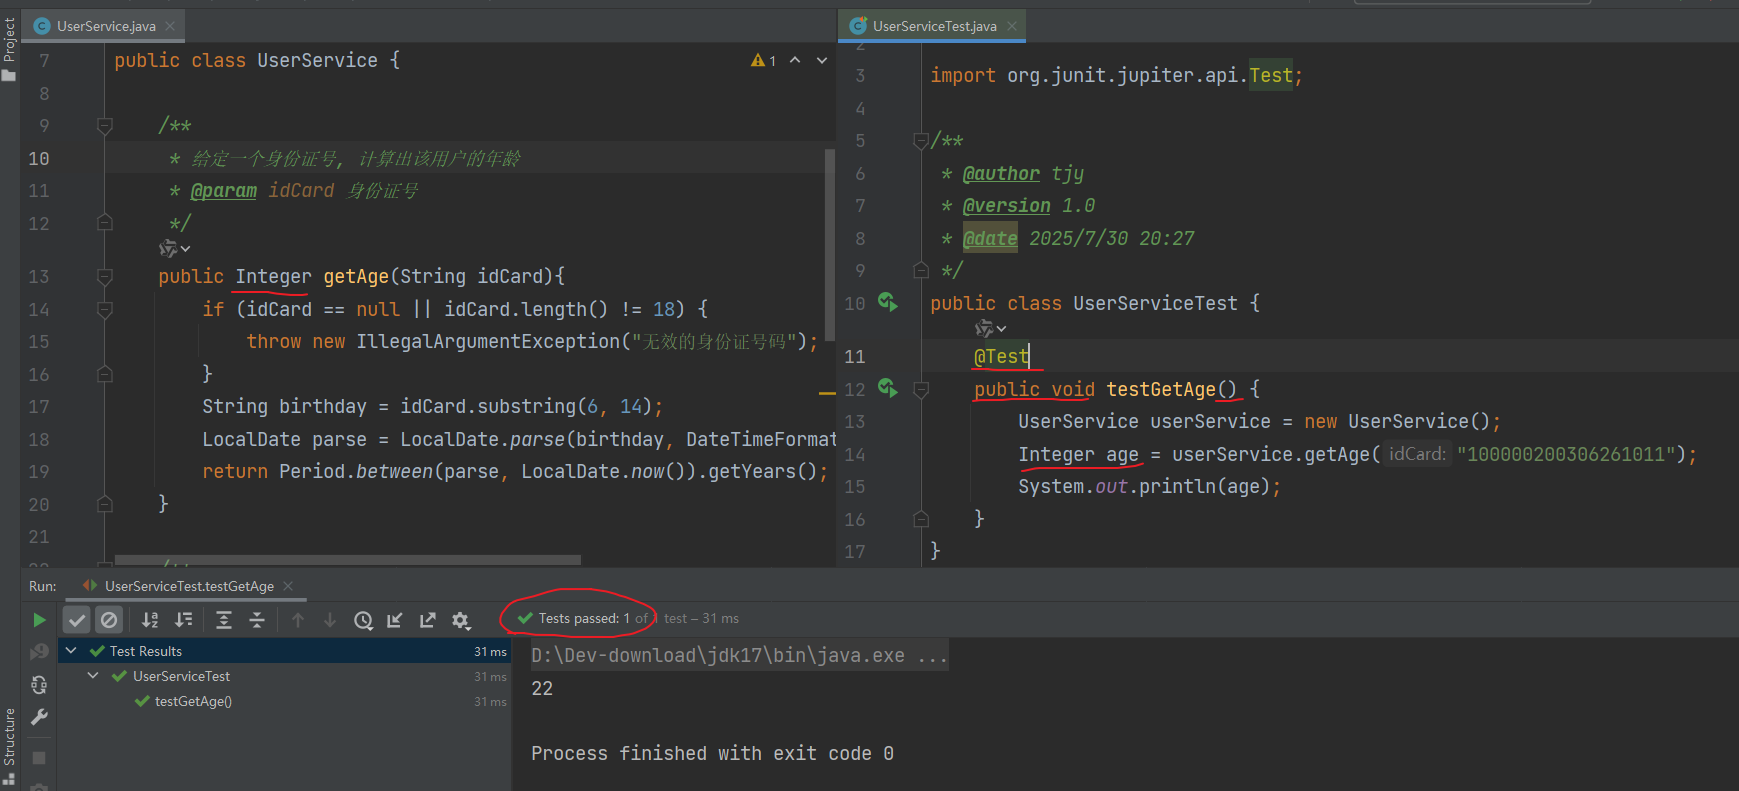 Project
UserService.java
7 public class UserService {
1
8
9 /**
10 * 给定一个身份证号, 计算出该用户的年龄
11 * @param idCard 身份证号
12 */
13 public Integer getAge(String idCard){
14 if (idCard == null || idCard.length() != 18) {
15 throw new IllegalArgumentException("无效的身份证号码");
16 }
17 String birthday = idCard.substring(6, 14);
18 LocalDate parse = LocalDate.parse(birthday, DateTimeFormat
19 return Period.between(parse, LocalDate.now()).getYears();
20 }
21
UserServiceTest.java
2
3 import org.junit.jupiter.api.Test;
4
5 /**
6 * @author tjy
7 * @version 1.0
8 * @date 2025/7/30 20:27
9 */
10 public class UserServiceTest {
11 @Test
12 public void testGetAge() {
13 UserService userService = new UserService();
14 Integer age = userService.getAge( idCard: "100000200306261011");
15 System.out.println(age);
16 }
17 }
Run: UserServiceTest.testGetAge
Tests passed: 1 of 1 test – 31 ms
Test Results 31 ms
UserServiceTest 31 ms
testGetAge() 31 ms
D:\Dev-download\jdk17\bin\java.exe ...
22
Process finished with exit code 0
Structure